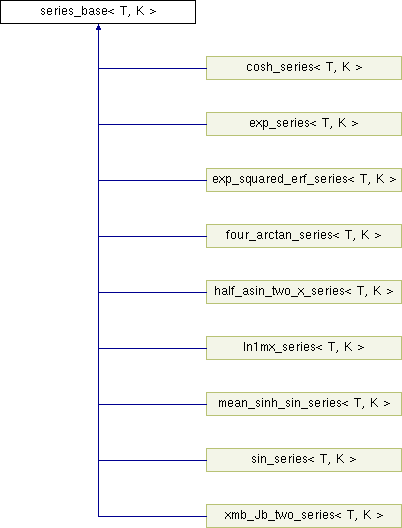 series_base< T, K >
cosh_series< T, K >
exp_series< T, K >
exp_squared_erf_series< T, K >
four_arctan_series< T, K >
half_asin_two_x_series< T, K >
ln1mx_series< T, K >
mean_sinh_sin_series< T, K >
sin_series< T, K >
xmb_Jb_two_series< T, K >